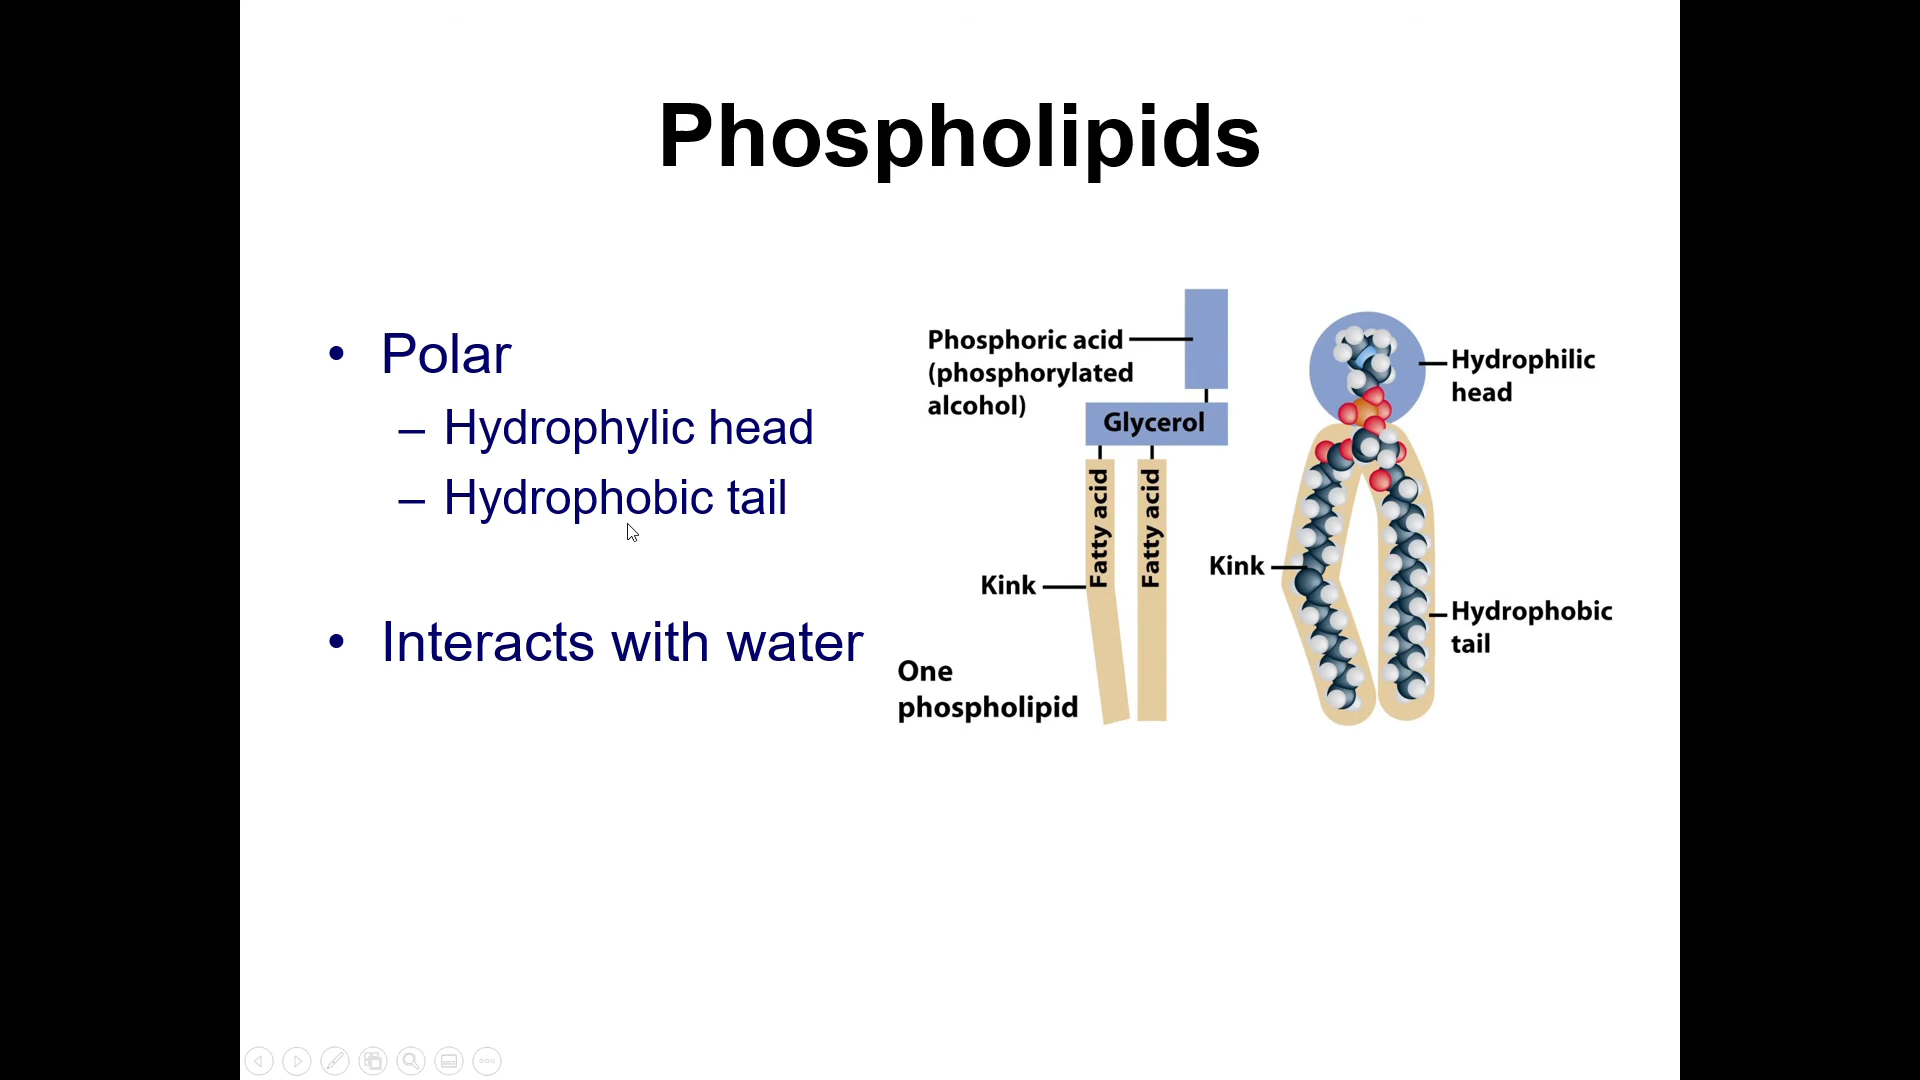 Phospholipids
• Polar
– Hydrophylic head
– Hydrophobic tail
• Interacts with water
Phosphoric acid
(phosphorylated
alcohol)
Glycerol
Fatty acid
Fatty acid
Kink
One
phospholipid
Hydrophilic
head
Kink
Hydrophobic
tail